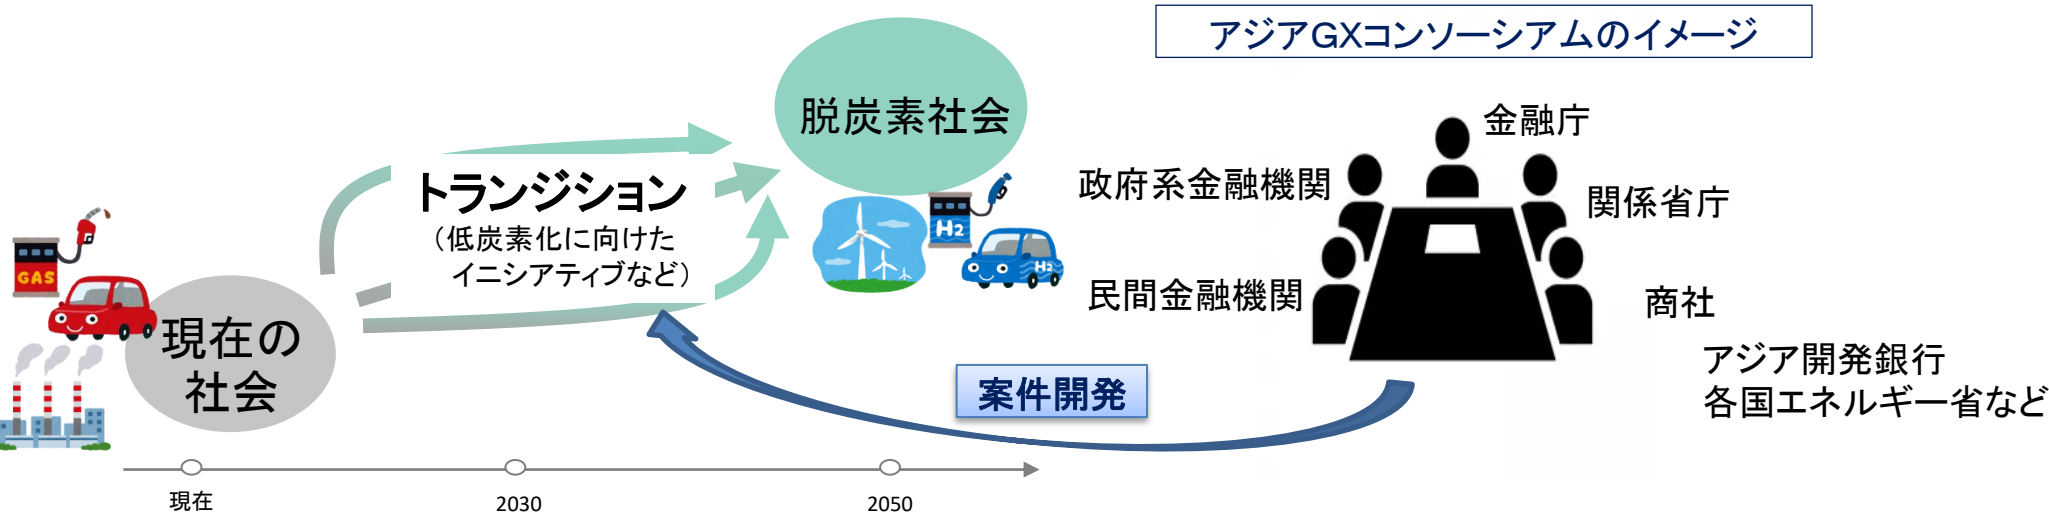 アジアGXコンソーシアムのイメージ
脱炭素社会
トランジション
（低炭素化に向けた
イニシアティブなど）
GAS
現在の
社会
H2
H2
案件開発
現在
2030
2050
金融庁
政府系金融機関
関係省庁
民間金融機関
商社
アジア開発銀行
各国エネルギー省など